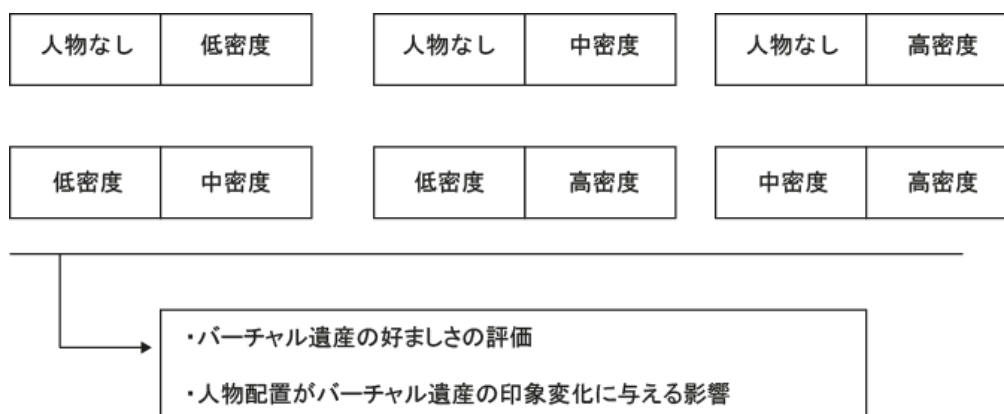 人物なし 低密度 人物なし 中密度 人物なし 高密度
低密度 中密度 低密度 高密度 中密度 高密度
・バーチャル遺産の好ましさの評価
・人物配置がバーチャル遺産の印象変化に与える影響